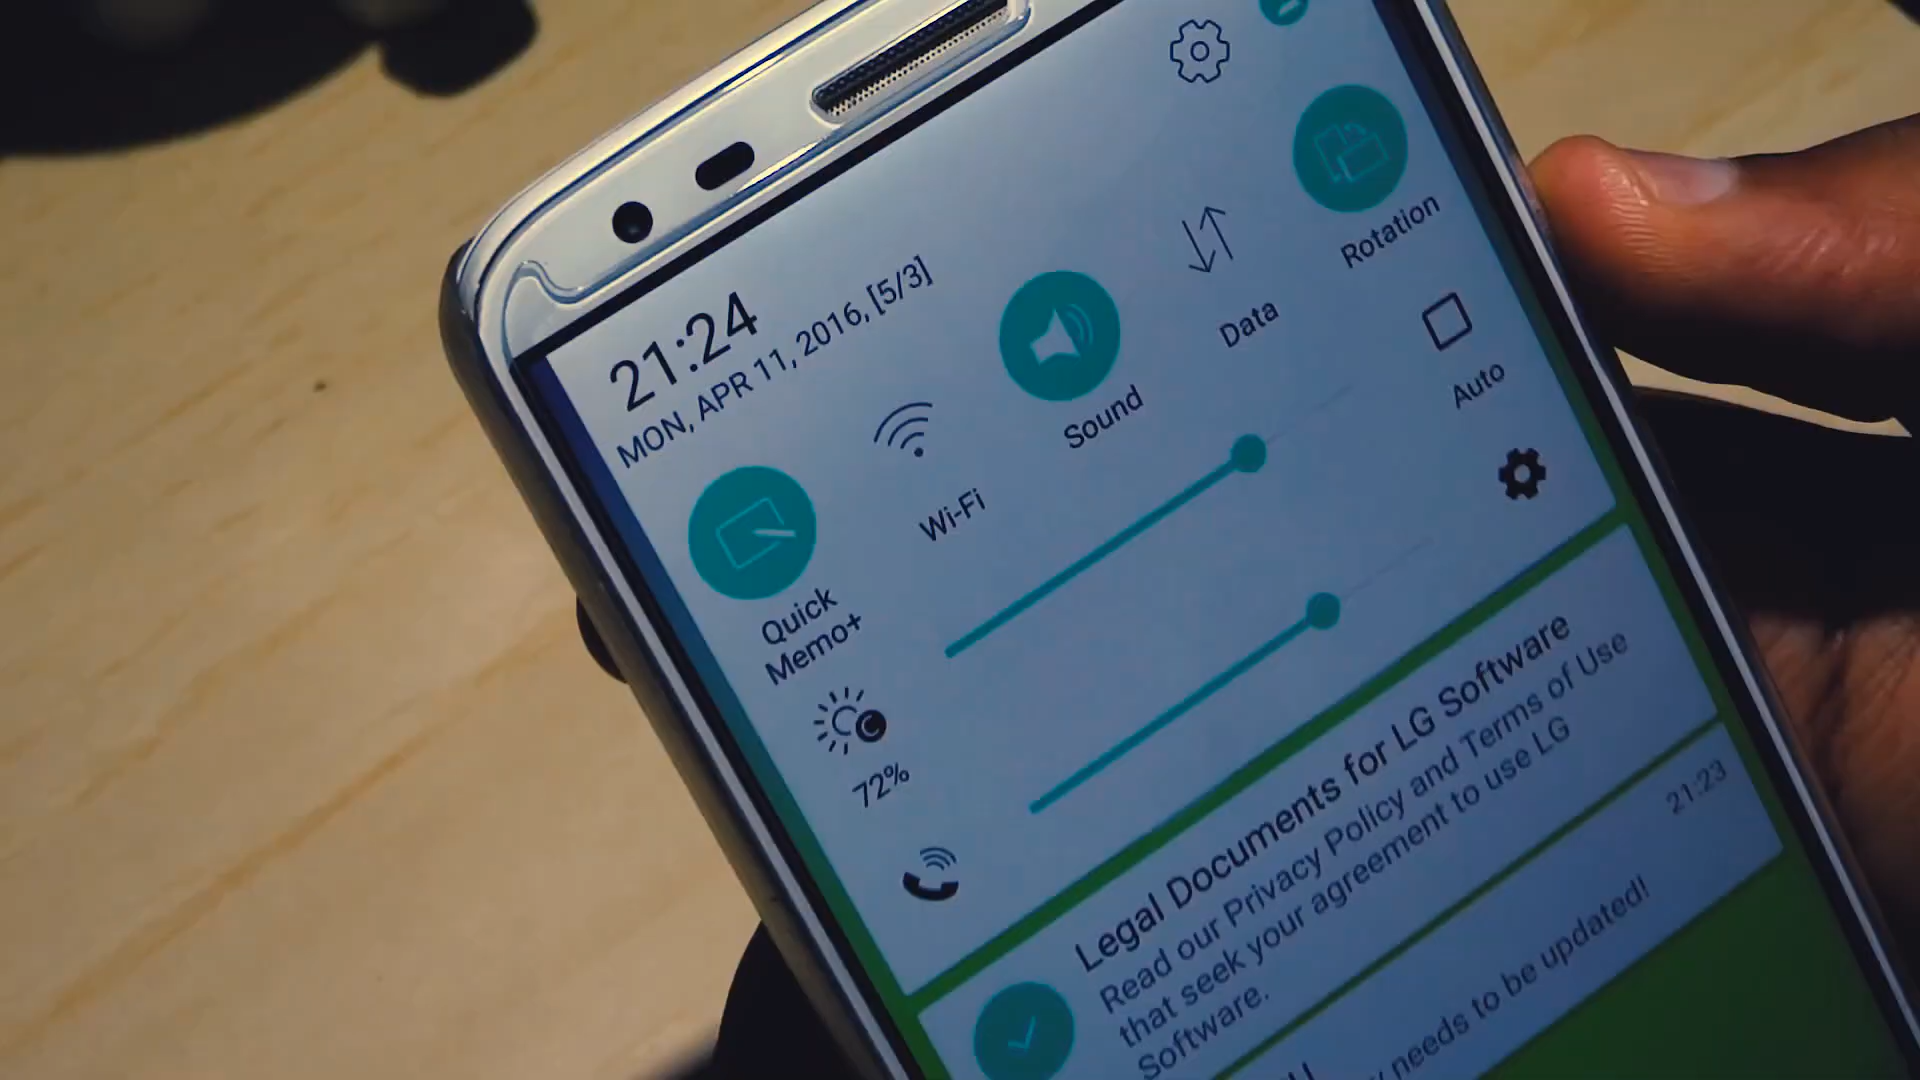 21:24
MON, APR 11, 2016, [5/3]
Quick
Memo+
Wi-Fi
Sound
Data
Rotation
72%
Auto
Legal Documents for LG Software
Read our Privacy Policy and Terms of Use
that seek your agreement to use LG
Software.
21:23
needs to be updated!